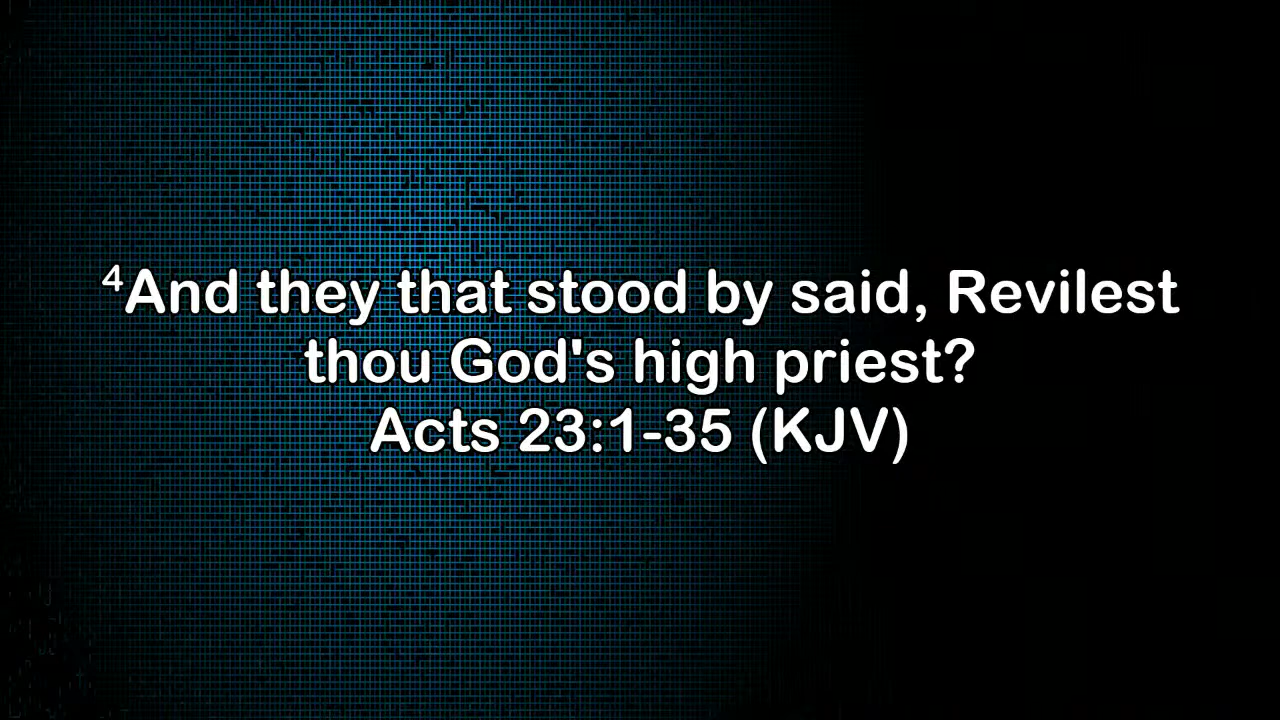 ⁴And they that stood by said, Revilest
thou God's high priest?
Acts 23:1-35 (KJV)